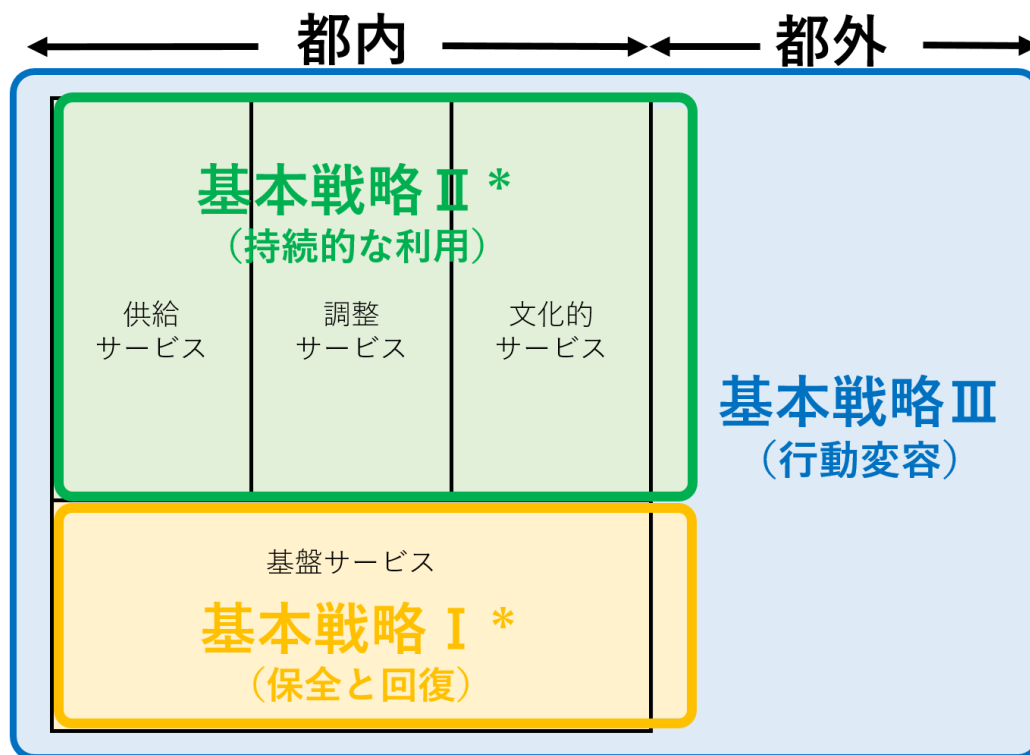 都内
都外
基本戦略Ⅱ*
（持続的な利用）
供給
サービス
調整
サービス
文化的
サービス
基本戦略Ⅲ
（行動変容）
基盤サービス
基本戦略Ⅰ*
（保全と回復）